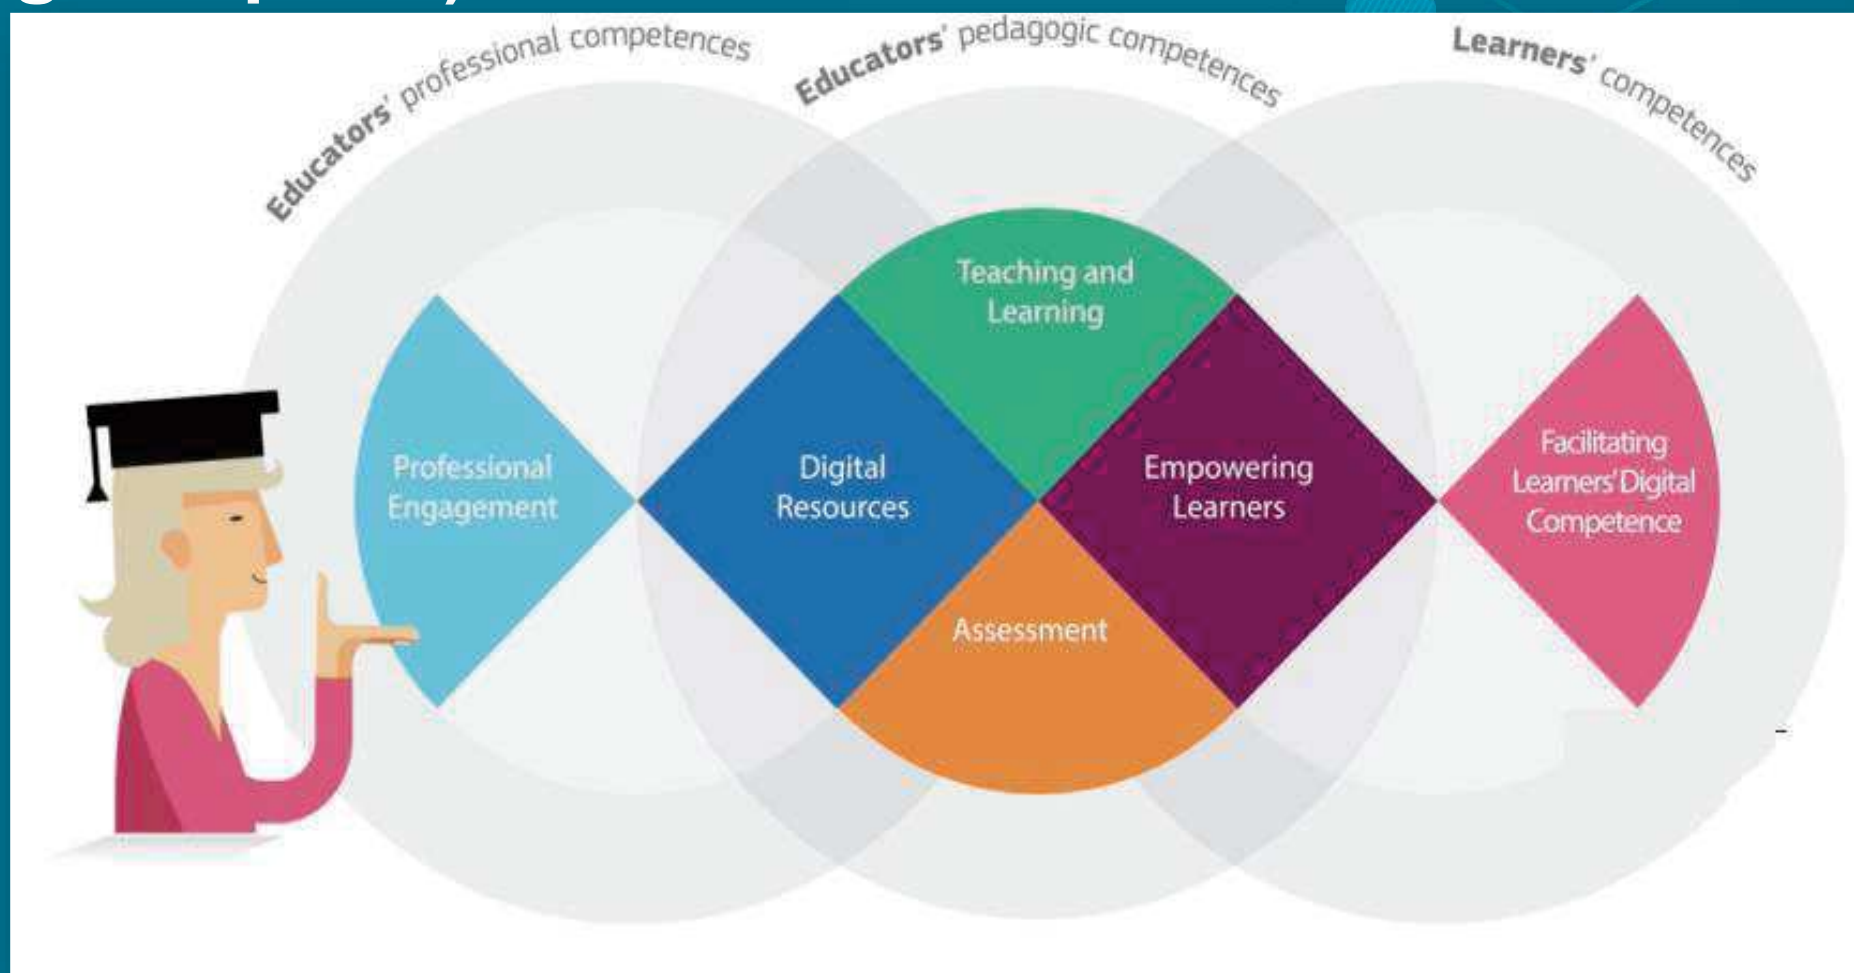 Educators' professional competences
Educators' pedagogic competences
Learners' competences
Teaching and
Learning
Professional
Engagement
Digital
Resources
Empowering
Learners
Facilitating
Learners' Digital
Competence
Assessment